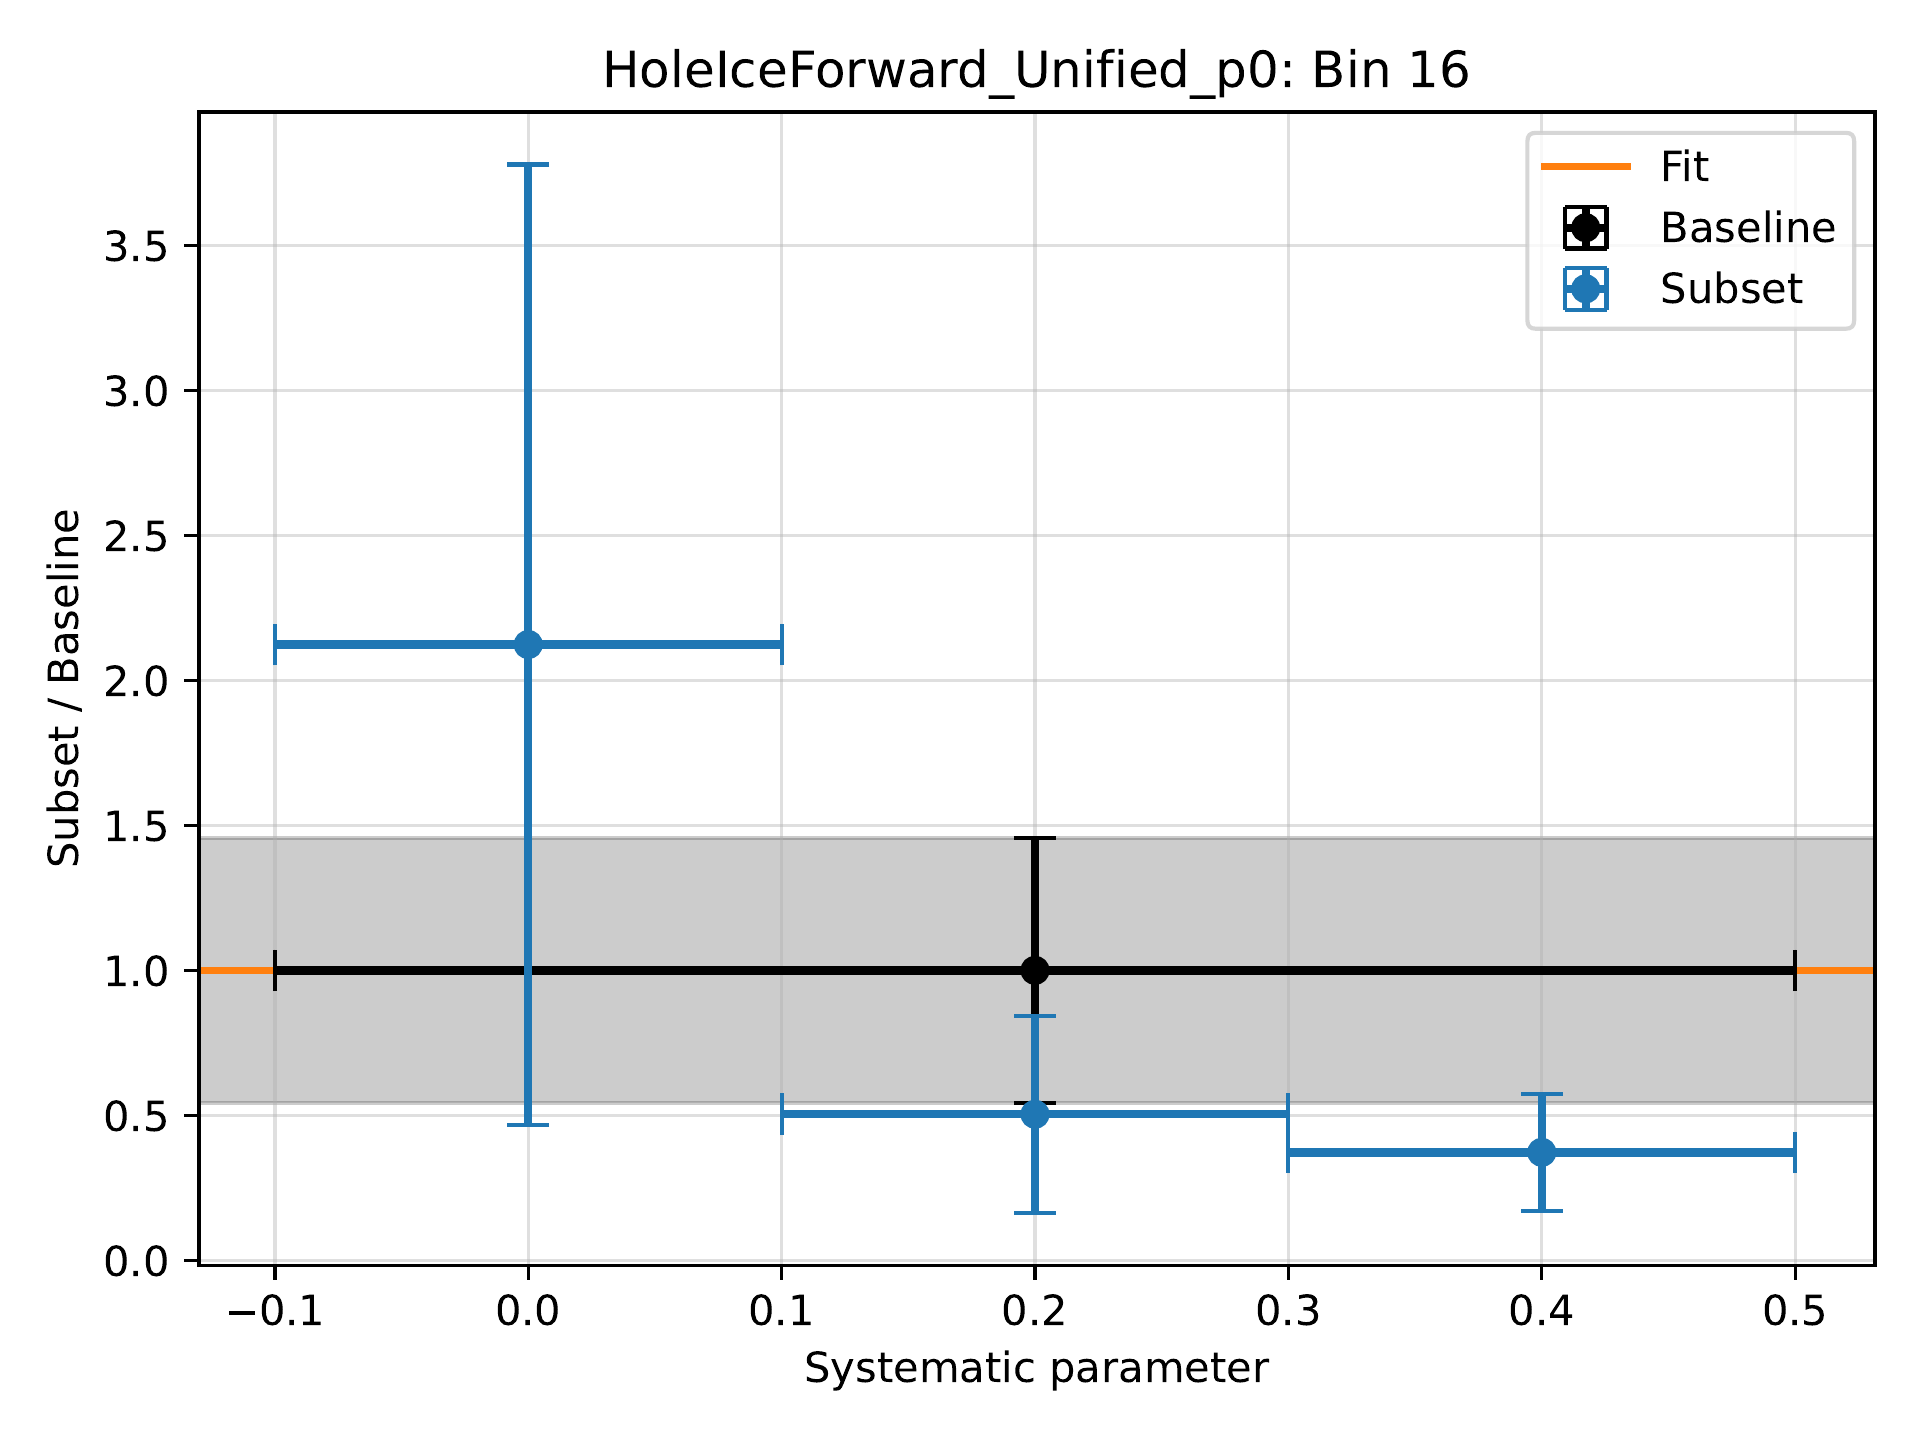 HoleIceForward_Unified_p0: Bin 16
Fit
Baseline
Subset
Subset / Baseline
3.5
3.0
2.5
2.0
1.5
1.0
0.5
0.0
−0.1
0.0
0.1
0.2
0.3
0.4
0.5
Systematic parameter